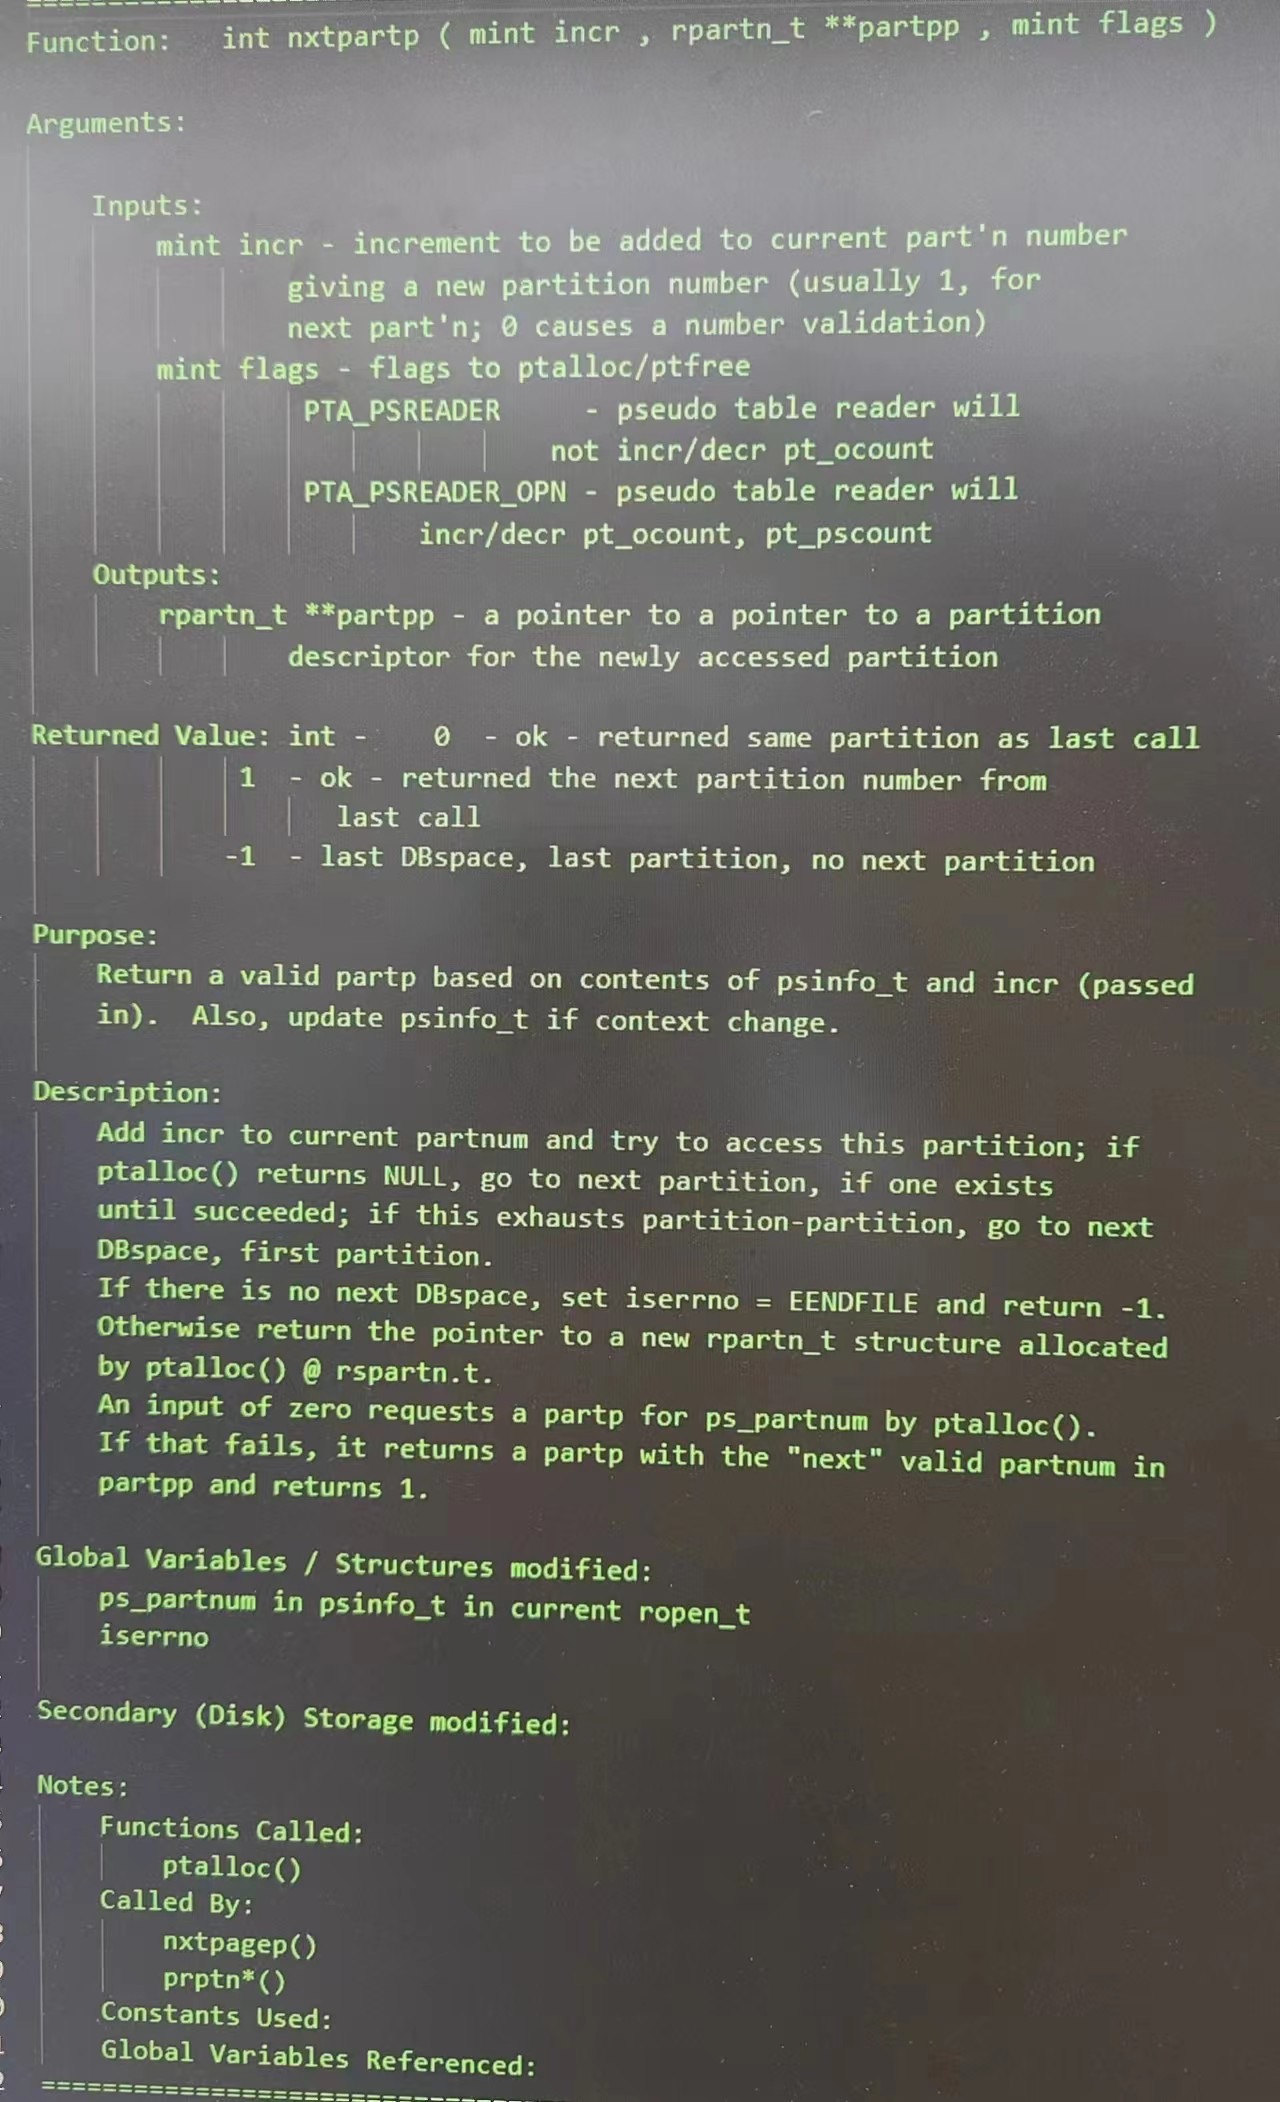 Function:   int nxtpartp ( mint incr , rpartn_t **partpp , mint flags )
Arguments:
Inputs:
mint incr - increment to be added to current part'n number
giving a new partition number (usually 1, for
next part'n; 0 causes a number validation)
mint flags - flags to ptalloc/ptfree
PTA_PSREADER     - pseudo table reader will
not incr/decr pt_ocount
PTA_PSREADER_OPN - pseudo table reader will
incr/decr pt_ocount, pt_pscount
Outputs:
rpartn_t **partpp - a pointer to a pointer to a partition
descriptor for the newly accessed partition
Returned Value: int -    0  - ok - returned same partition as last call
1  - ok - returned the next partition number from
last call
-1  - last DBspace, last partition, no next partition
Purpose:
Return a valid partp based on contents of psinfo_t and incr (passed
in).  Also, update psinfo_t if context change.
Description:
Add incr to current partnum and try to access this partition; if
ptalloc() returns NULL, go to next partition, if one exists
until succeeded; if this exhausts partition-partition, go to next
DBspace, first partition.
If there is no next DBspace, set iserrno = EENDFILE and return -1.
Otherwise return the pointer to a new rpartn_t structure allocated
by ptalloc() @ rspartn.t.
An input of zero requests a partp for ps_partnum by ptalloc().
If that fails, it returns a partp with the "next" valid partnum in
partpp and returns 1.
Global Variables / Structures modified:
ps_partnum in psinfo_t in current ropen_t
iserrno
Secondary (Disk) Storage modified:
Notes:
Functions Called:
ptalloc()
Called By:
nxtpagep()
prptn*()
Constants Used:
Global Variables Referenced: